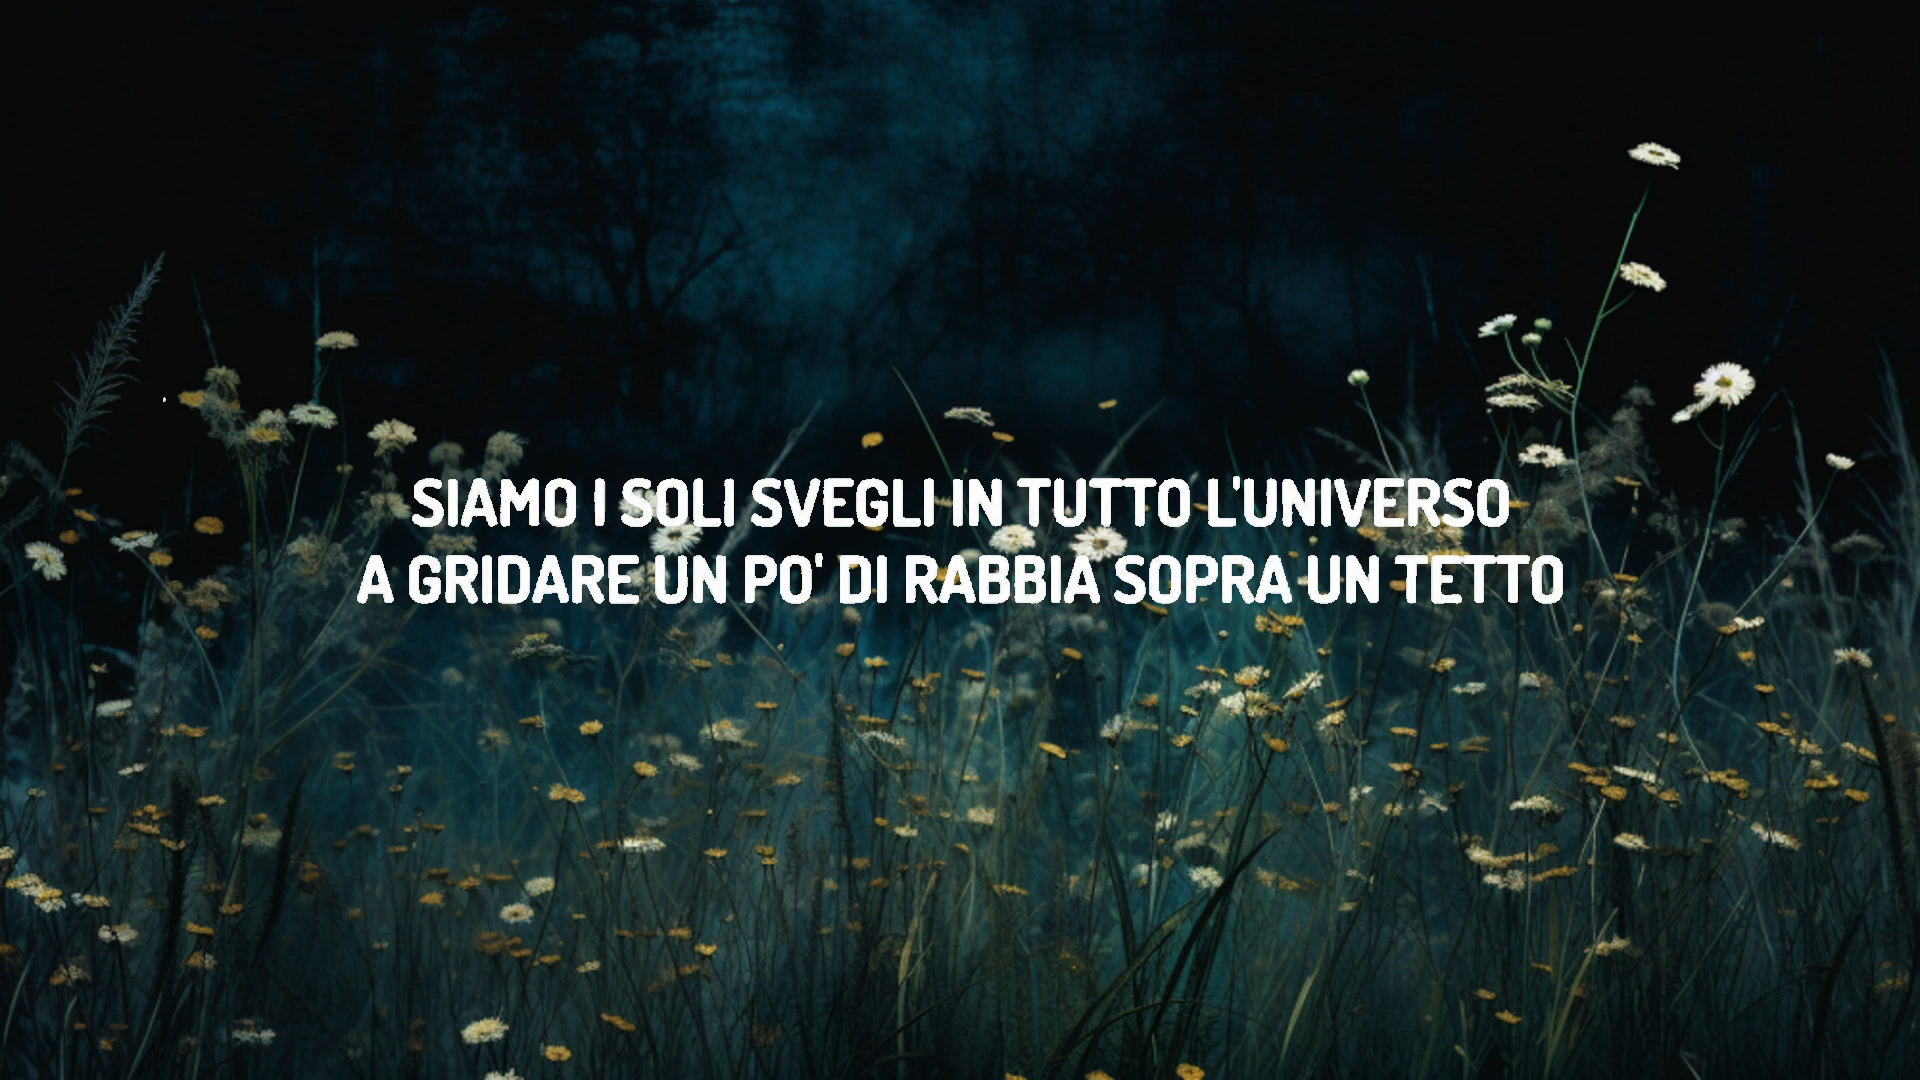 SIAMO I SOLI SVEGLI IN TUTTO L'UNIVERSO
A GRIDARE UN PO' DI RABBIA SOPRA UN TETTO